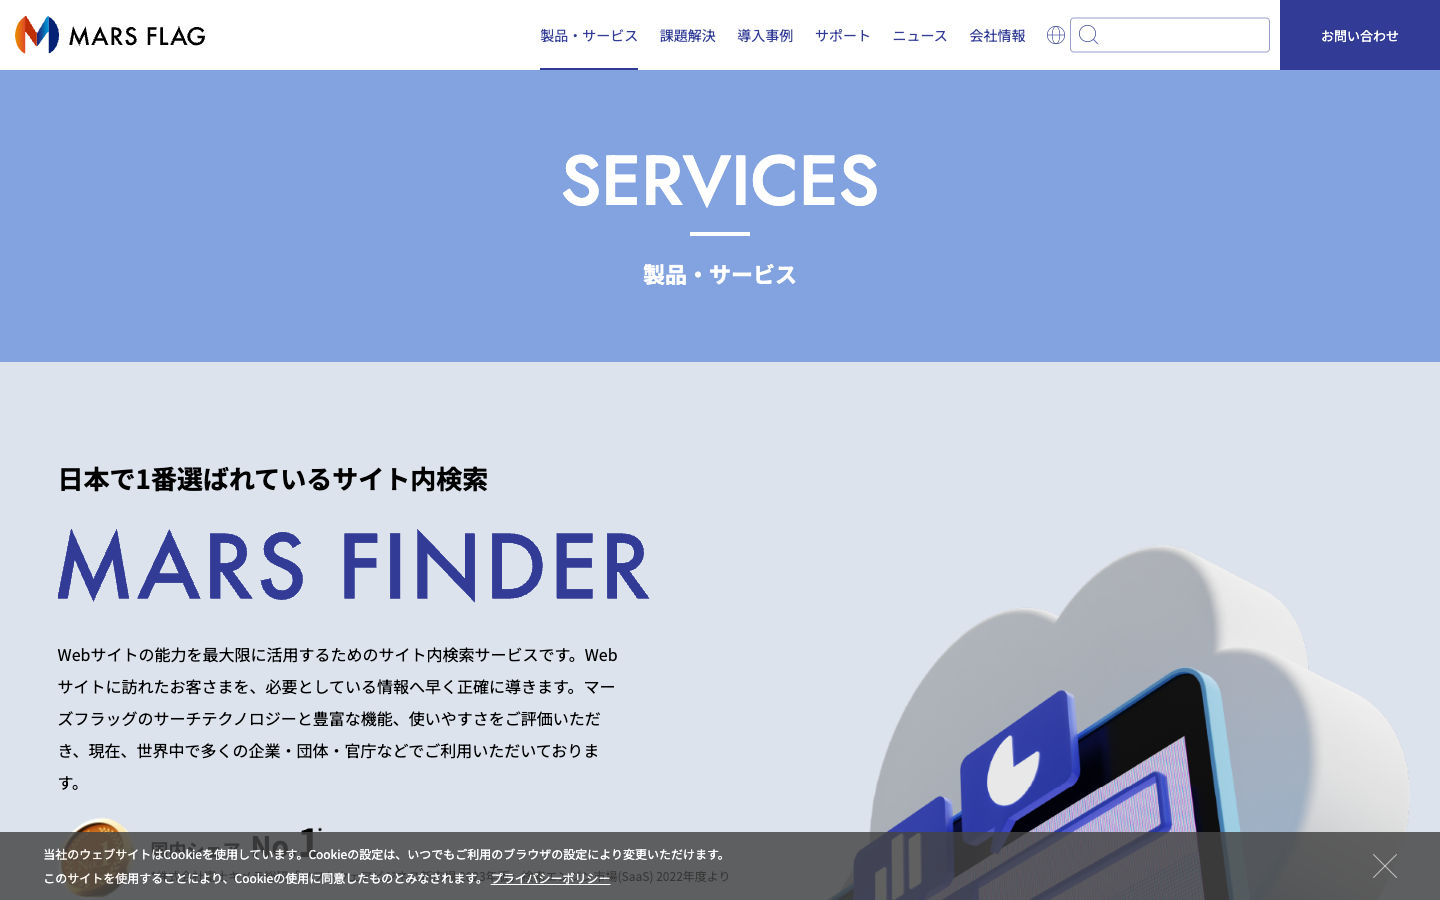 MARS FLAG
製品・サービス 課題解決 導入事例 サポート ニュース 会社情報
お問い合わせ
SERVICES
製品・サービス
日本で1番選ばれているサイト内検索
MARS FINDER
Webサイトの能力を最大限に活用するためのサイト内検索サービスです。Web
サイトに訪れたお客さまを、必要としている情報へ早く正確に導きます。マー
ズフラッグのサーチテクノロジーと豊富な機能、使いやすさをご評価いただ
き、現在、世界中で多くの企業・団体・官庁などでご利用いただいておりま
す。
国内シェア No.1
当社のウェブサイトはCookieを使用しています。Cookieの設定は、いつでもご利用のブラウザの設定により変更いただけます。
このサイトを使用することにより、Cookieの使用に同意したものとみなされます。 プライバシーポリシー
市場(SaaS) 2022年度より